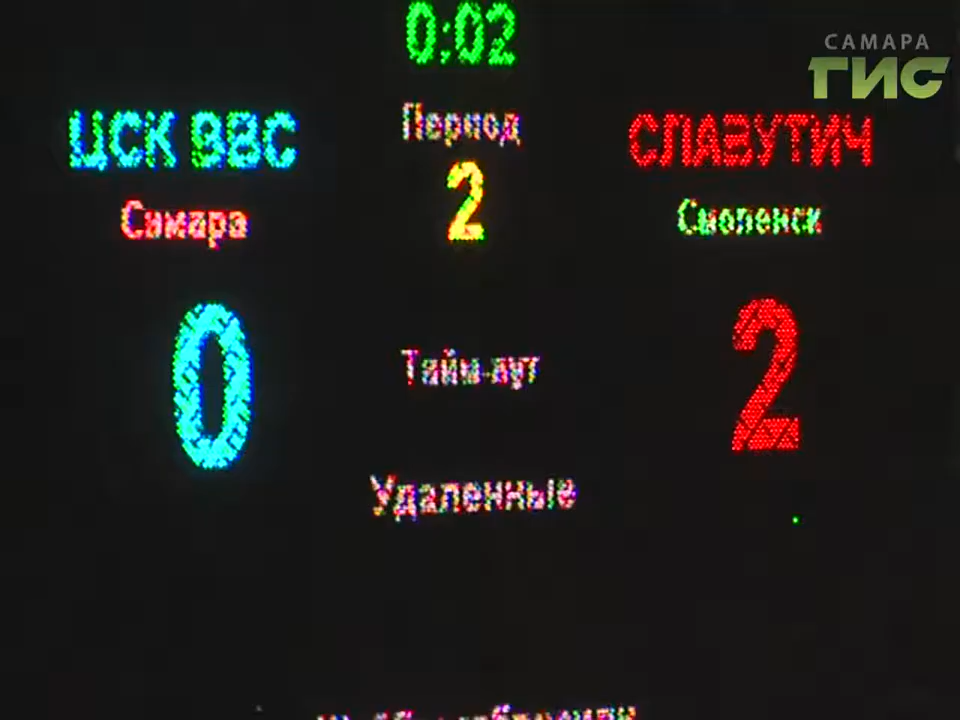 0:02
САМАРА
ГИС
ЦСК ВВС
Период
СЛАВУТИЧ
Самара
2
Смоленск
0
2
Тайм-аут
Удаленные